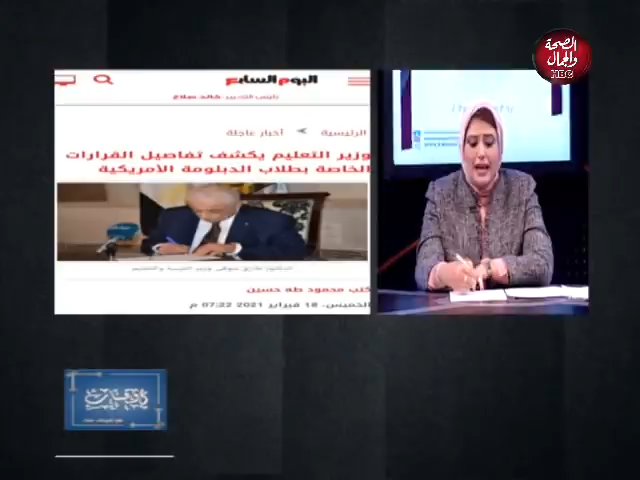 الصحة
والجمال
HBC
اليوم السابع
رئيس التحرير خالد صلاح
الرئيسية > أخبار عاجلة
وزير التعليم يكشف تفاصيل القرارات
الخاصة بطلاب الدبلومة الأمريكية
الدكتور طارق شوقى وزير التربية والتعليم
كتب محمود طه حسين
الخميس، 18 فبراير 2021 07:22 م